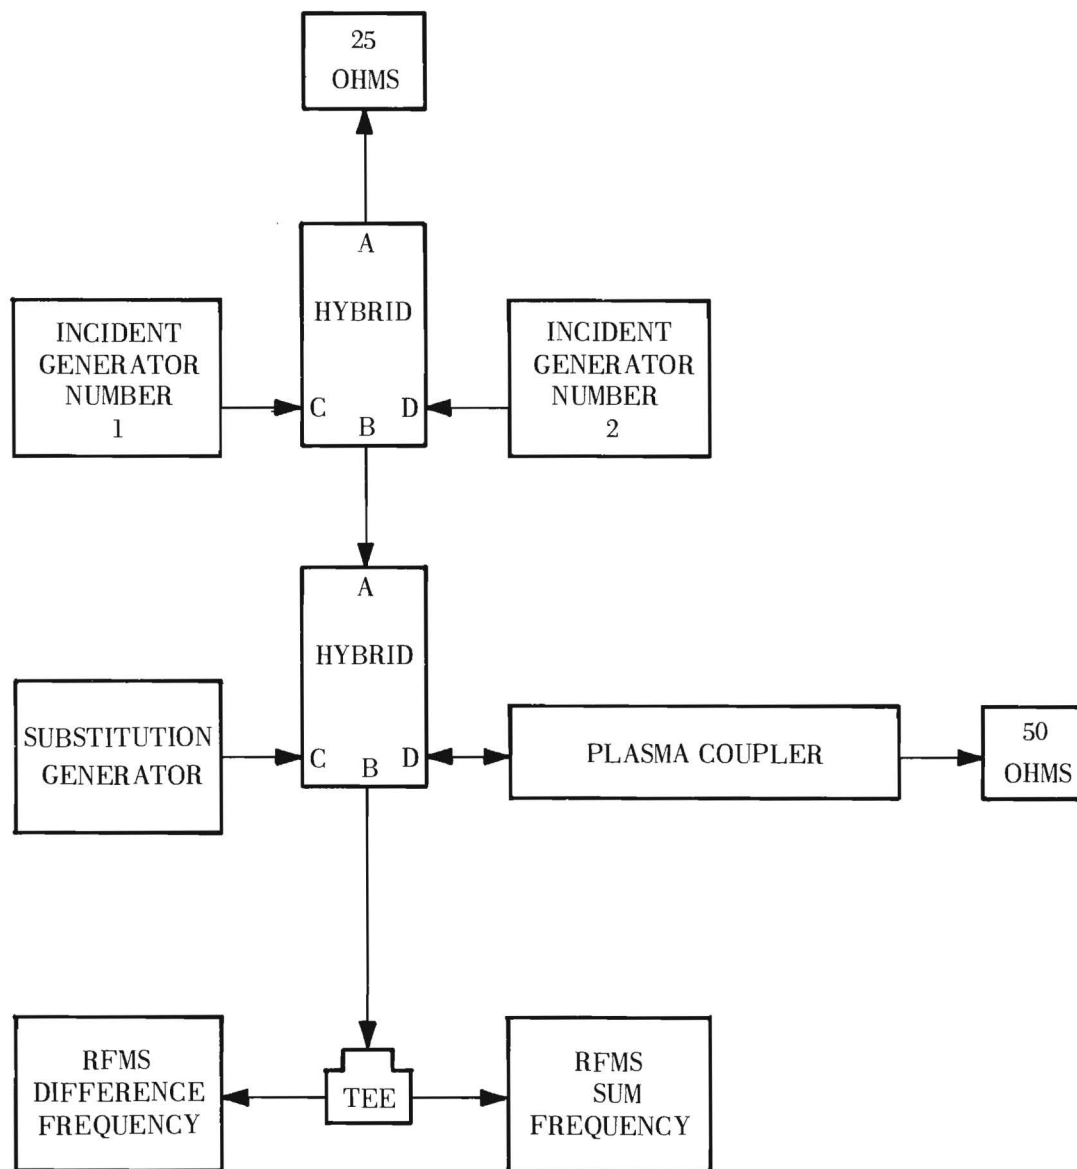 25
OHMS
A
HYBRID
INCIDENT
GENERATOR
NUMBER
1
C
D
B
INCIDENT
GENERATOR
NUMBER
2
A
HYBRID
SUBSTITUTION
GENERATOR
C
D
B
PLASMA COUPLER
50
OHMS
RFMS
DIFFERENCE
FREQUENCY
TEE
RFMS
SUM
FREQUENCY